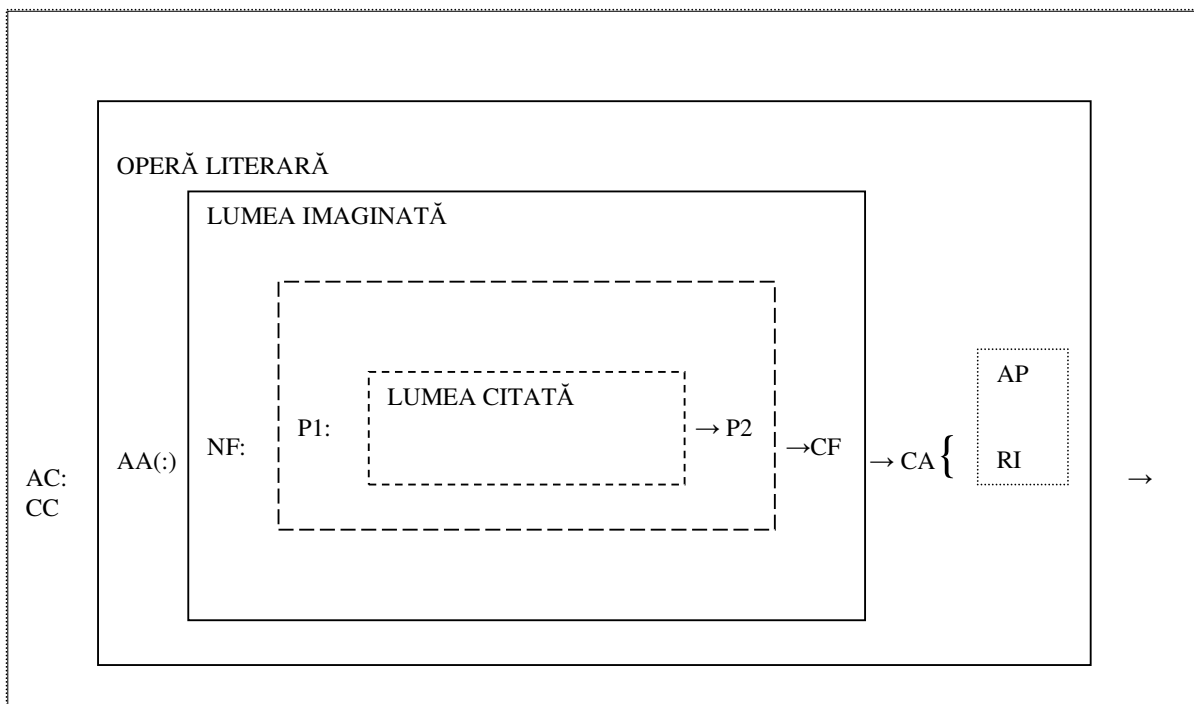 OPERĂ LITERARĂ
LUMEA IMAGINATĂ
AP
LUMEA CITATĂ
P1: → P2
NF: →CF
AA(:) → CA { RI
AC: →
CC